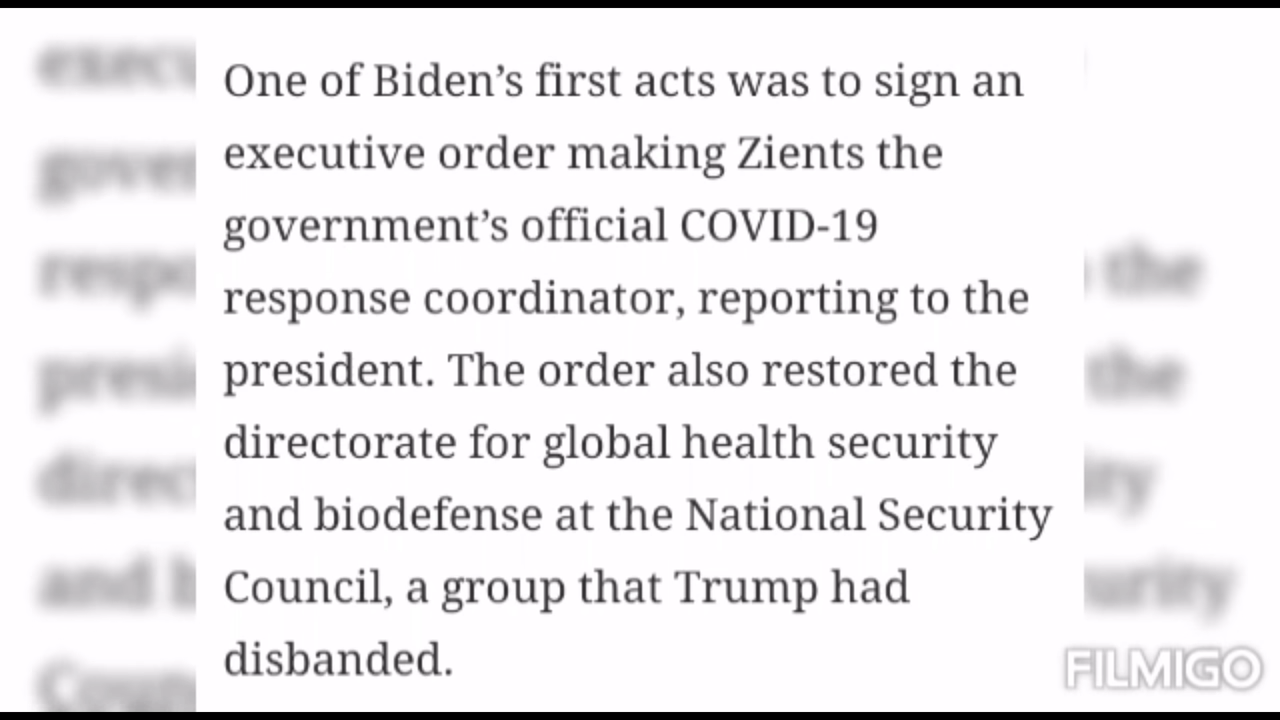 One of Biden’s first acts was to sign an
executive order making Zients the
government’s official COVID-19
response coordinator, reporting to the
president. The order also restored the
directorate for global health security
and biodefense at the National Security
Council, a group that Trump had
disbanded.
FILMIGO